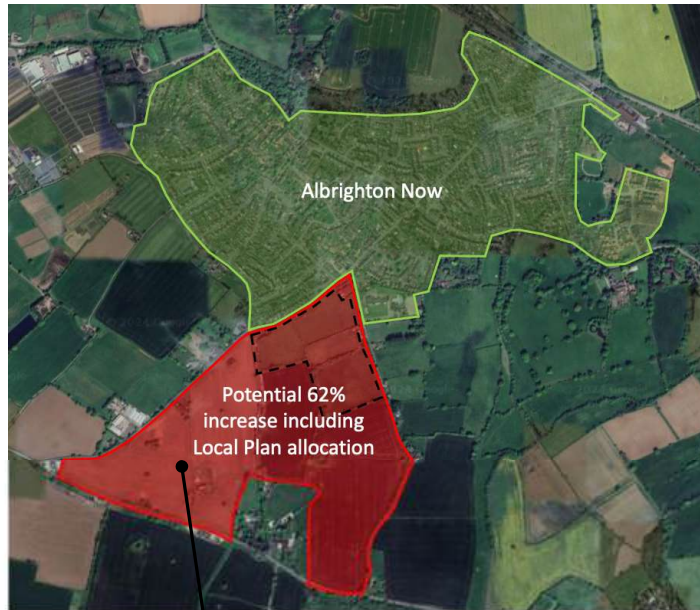 Albrighton Now
Potential 62%
increase including
Local Plan allocation